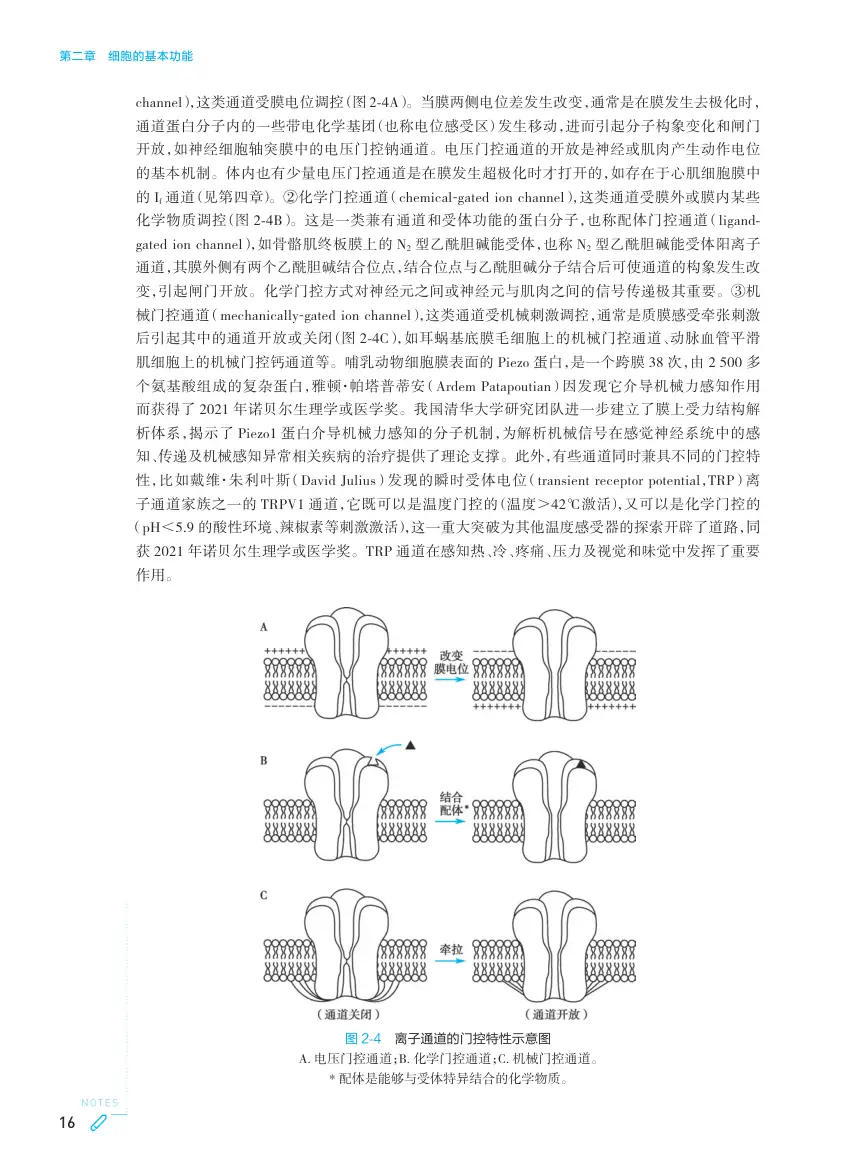 第二章 细胞的基本功能
channel),这类通道受膜电位调控(图 2-4A)。当膜两侧电位差发生改变,通常是在膜发生去极化时,
通道蛋白分子内的一些带电化学基团(也称电位感受区)发生移动,进而引起分子构象变化和闸门
开放,如神经细胞轴突膜中的电压门控钠通道。电压门控通道的开放是神经或肌肉产生动作电位
的基本机制。体内也有少量电压门控通道是在膜发生超极化时才打开的,如存在于心肌细胞膜中
的 If 通道(见第四章)。②化学门控通道(chemical-gated ion channel),这类通道受膜外或膜内某些
化学物质调控(图 2-4B)。这是一类兼有通道和受体功能的蛋白分子,也称配体门控通道(ligand-
gated ion channel),如骨骼肌终板膜上的 N₂ 型乙酰胆碱能受体,也称 N₂ 型乙酰胆碱能受体阳离子
通道,其膜外侧有两个乙酰胆碱结合位点,结合位点与乙酰胆碱分子结合后可使通道的构象发生改
变,引起闸门开放。化学门控方式对神经元之间或神经元与肌肉之间的信号传递极其重要。③机
械门控通道(mechanically-gated ion channel),这类通道受机械刺激调控,通常是质膜感受牵张刺激
后引起其中的通道开放或关闭(图 2-4C),如耳蜗基底膜毛细胞上的机械门控通道、动脉血管平滑
肌细胞上的机械门控钙通道等。哺乳动物细胞膜表面的 Piezo 蛋白,是一个跨膜 38 次,由 2 500 多
个氨基酸组成的复杂蛋白,雅顿·帕塔普蒂安(Ardem Patapoutian)因发现它介导机械力感知作用
而获得了 2021 年诺贝尔生理学或医学奖。我国清华大学研究团队进一步建立了膜上受力结构解
析体系,揭示了 Piezo1 蛋白介导机械力感知的分子机制,为解析机械信号在感觉神经系统中的感
知、传递及机械感知异常相关疾病的治疗提供了理论支撑。此外,有些通道同时兼具不同的门控特
性,比如戴维·朱利叶斯(David Julius)发现的瞬时受体电位(transient receptor potential,TRP)离
子通道家族之一的 TRPV1 通道,它既可以是温度门控的(温度＞42℃激活),又可以是化学门控的
(pH＜5.9 的酸性环境、辣椒素等刺激激活),这一重大突破为其他温度感受器的探索开辟了道路,同
获 2021 年诺贝尔生理学或医学奖。TRP 通道在感知热、冷、疼痛、压力及视觉和味觉中发挥了重要
作用。
A
++++++ ++++++ 改变 −−−−−− −−−−−−
膜电位
−−−−−−− −−−−−−− +++++++ +++++++
B
结合
配体*
C
牵拉
(通道关闭) (通道开放)
图 2-4 离子通道的门控特性示意图
A. 电压门控通道;B. 化学门控通道;C. 机械门控通道。
* 配体是能够与受体特异结合的化学物质。
NOTES
16